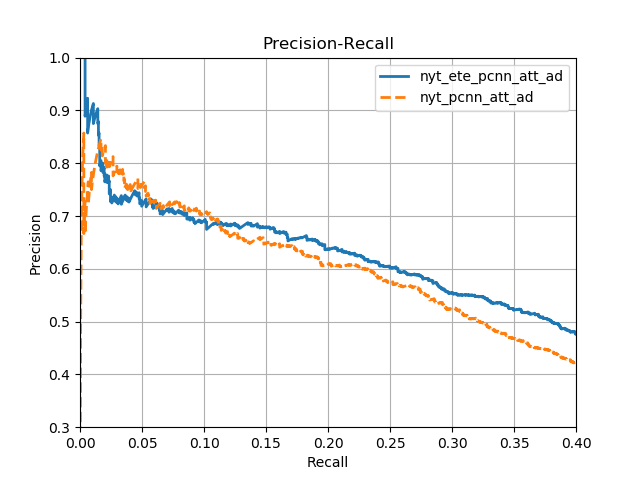 Precision-Recall
nyt_ete_pcnn_att_ad
nyt_pcnn_att_ad
1.0
0.9
0.8
0.7
0.6
0.5
0.4
0.3
Precision
0.00 0.05 0.10 0.15 0.20 0.25 0.30 0.35 0.40
Recall